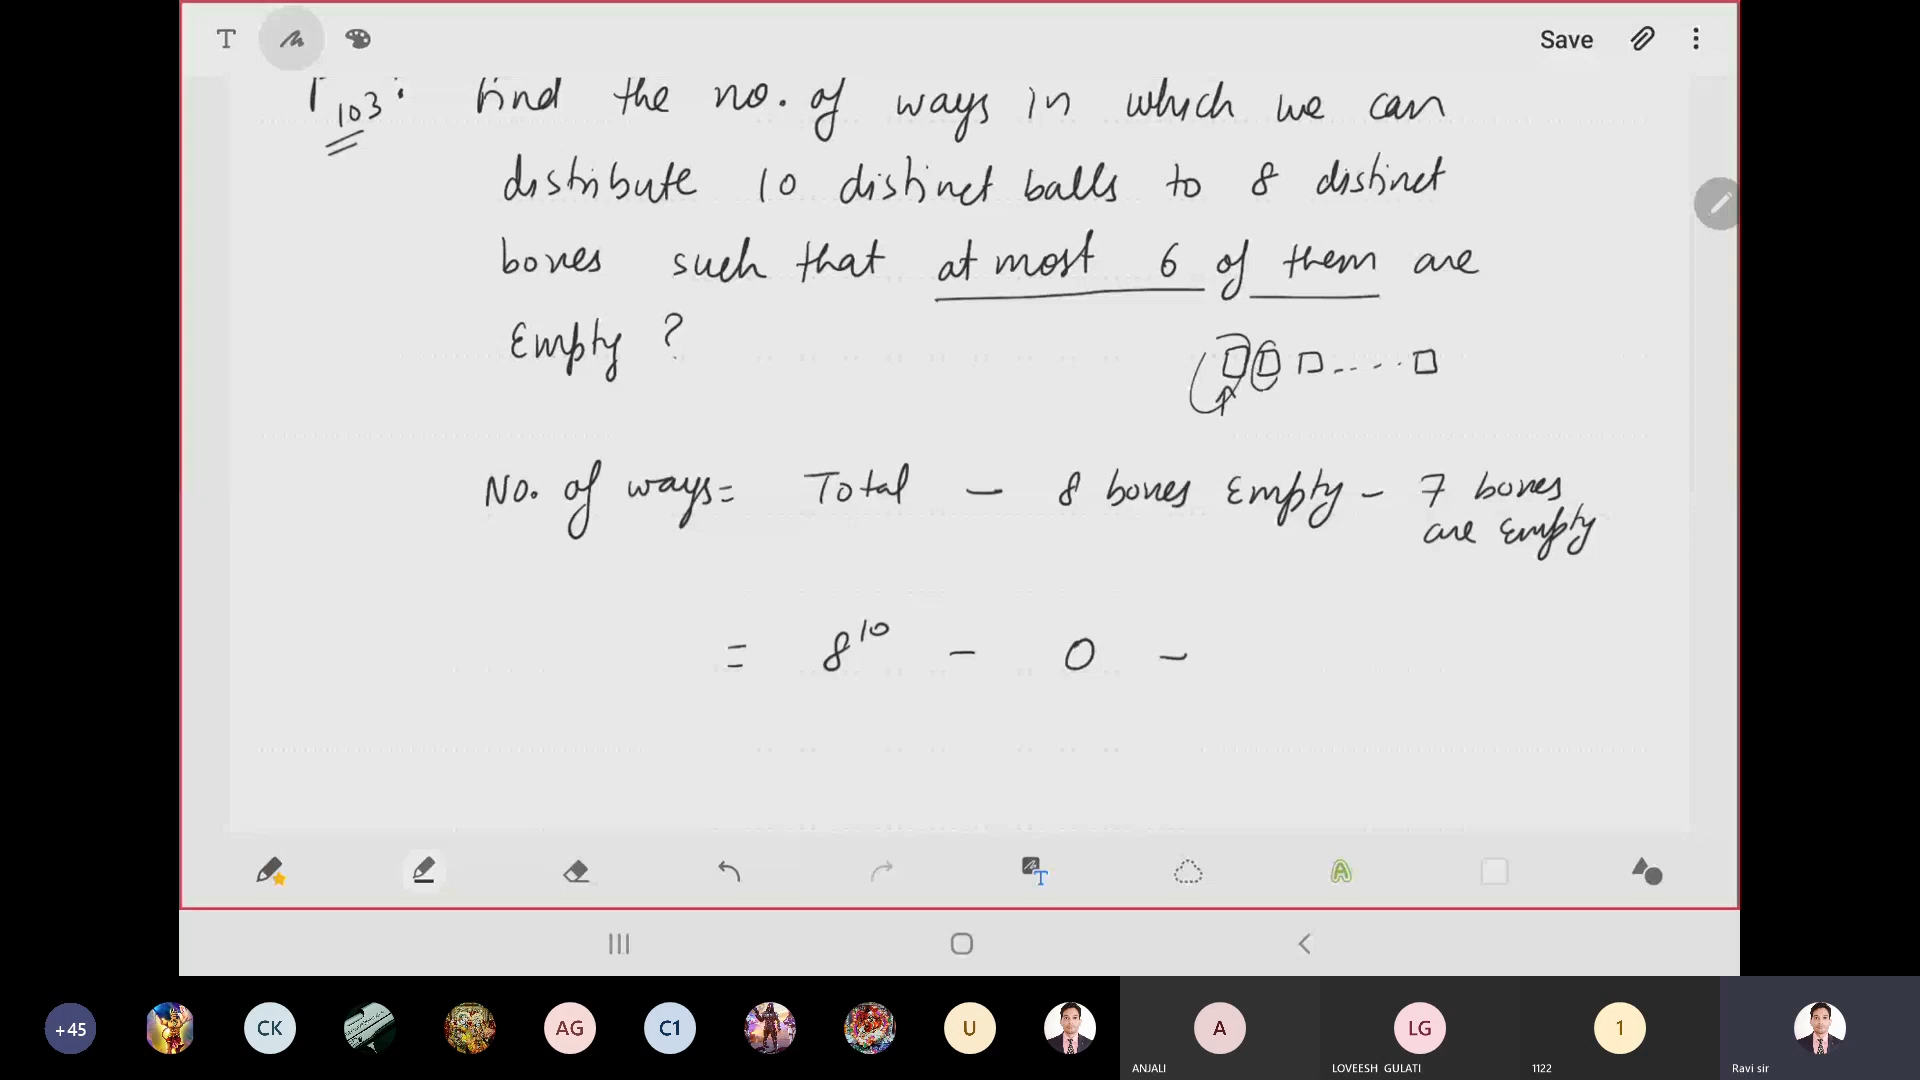 T
Save
P103: Find the no. of ways in which we can
distribute 10 distinct balls to 8 distinct
boxes such that at most 6 of them are
Empty ?
No. of ways = Total - 8 boxes Empty - 7 boxes
are empty
= 8^10 - 0 -
T
A
+45
CK
AG
C1
U
A
LG
1
ANJALI
LOVEESH GULATI
1122
Ravi sir